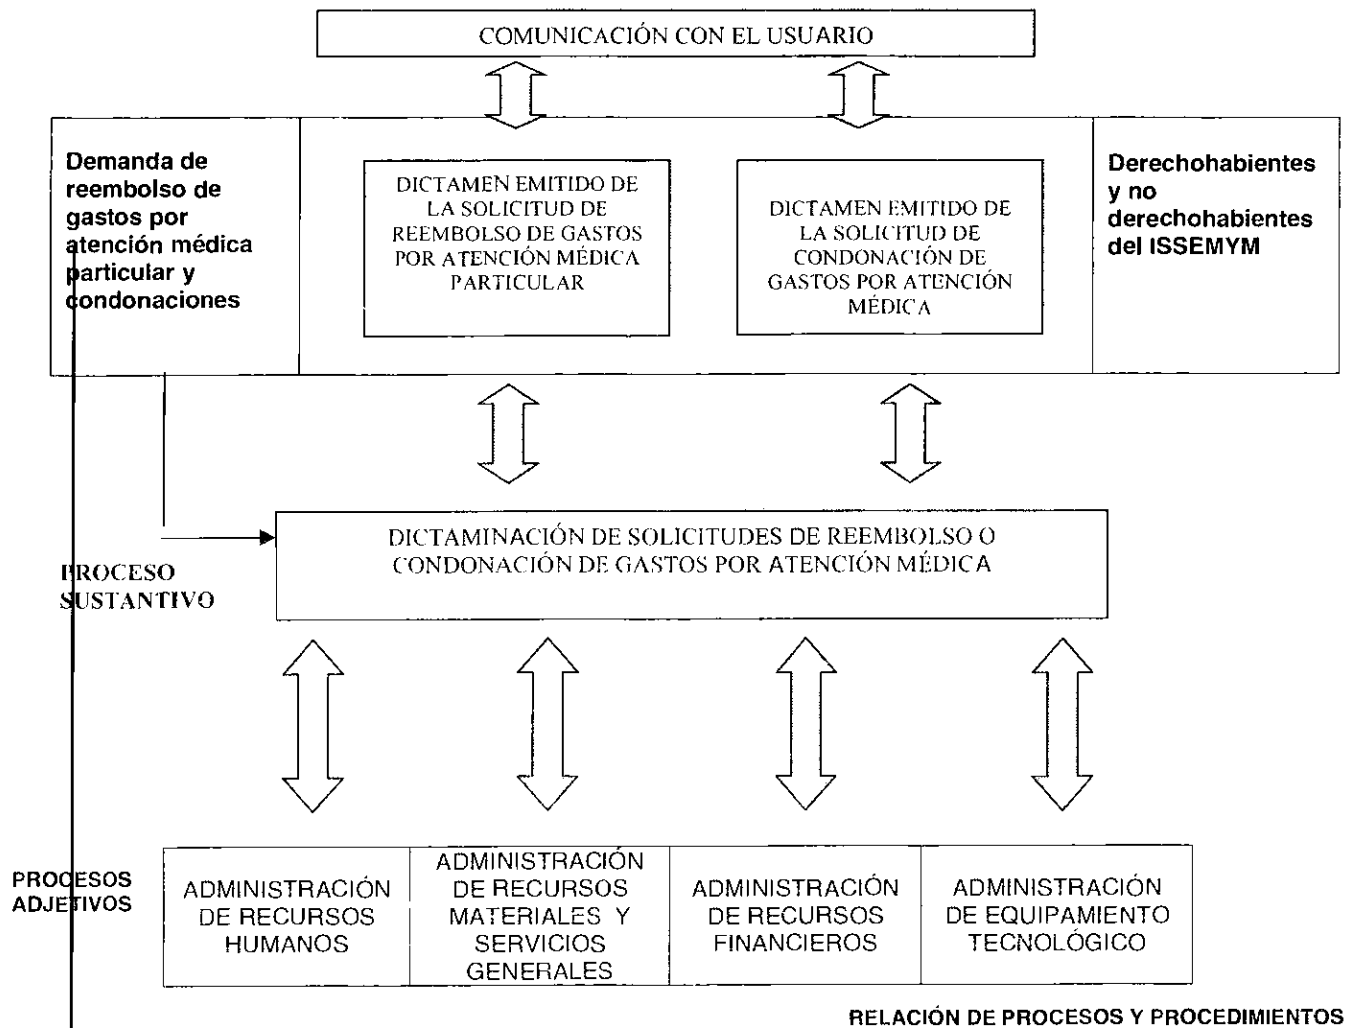 COMUNICACIÓN CON EL USUARIO
Demanda de
reembolso de
gastos por
atención médica
particular y
condonaciones
DICTAMEN EMITIDO DE
LA SOLICITUD DE
REEMBOLSO DE GASTOS
POR ATENCIÓN MÉDICA
PARTICULAR
DICTAMEN EMITIDO DE
LA SOLICITUD DE
CONDONACIÓN DE
GASTOS POR ATENCIÓN
MÉDICA
Derechohabientes
y no
derechohabientes
del ISSEMYM
DICTAMINACIÓN DE SOLICITUDES DE REEMBOLSO O
CONDONACIÓN DE GASTOS POR ATENCIÓN MÉDICA
PROCESO
SUSTANTIVO
PROCESOS
ADJETIVOS
ADMINISTRACIÓN
DE RECURSOS
HUMANOS
ADMINISTRACIÓN
DE RECURSOS
MATERIALES Y
SERVICIOS
GENERALES
ADMINISTRACIÓN
DE RECURSOS
FINANCIEROS
ADMINISTRACIÓN
DE EQUIPAMIENTO
TECNOLÓGICO
RELACIÓN DE PROCESOS Y PROCEDIMIENTOS